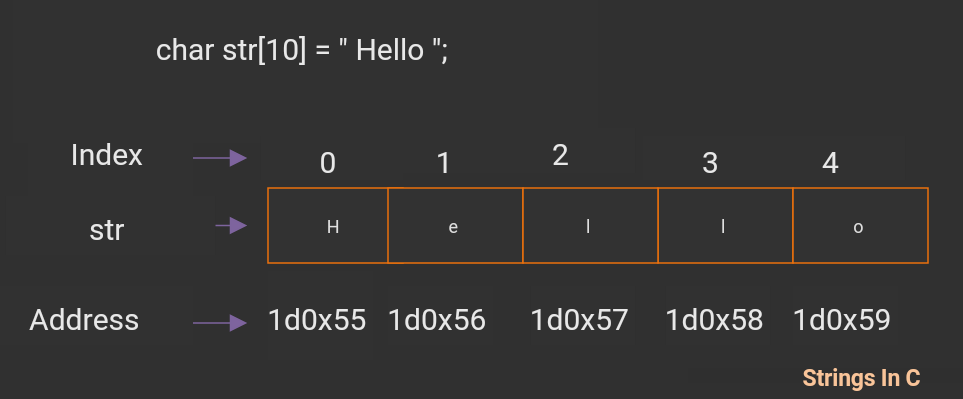 char str[10] = " Hello ";
Index 0 1 2 3 4
str H e l l o
Address 1d0x55 1d0x56 1d0x57 1d0x58 1d0x59
Strings In C